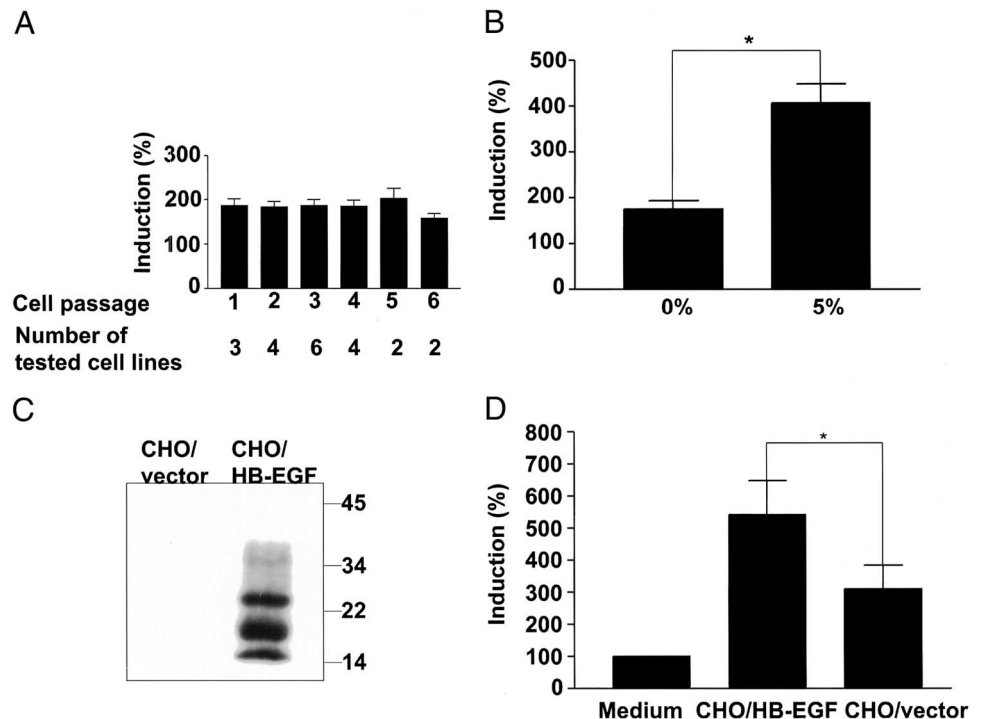 A
Induction (%)
300
200
100
0
Cell passage 1 2 3 4 5 6
Number of
tested cell lines 3 4 6 4 2 2
B
Induction (%)
500
400
300
200
100
0
*
0% 5%
C
CHO/ CHO/
vector HB-EGF
45
34
22
14
D
Induction (%)
800
700
600
500
400
300
200
100
0
*
Medium CHO/HB-EGF CHO/vector